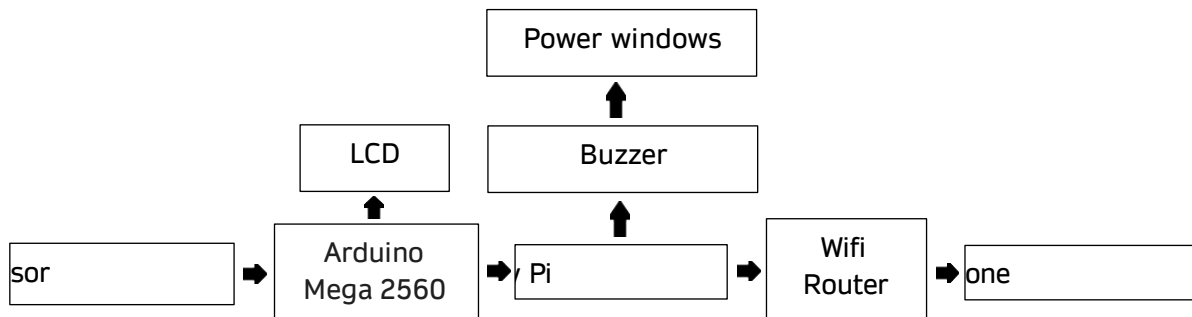 Power windows
LCD
Buzzer
sor
Arduino
Mega 2560
Pi
Wifi
Router
one